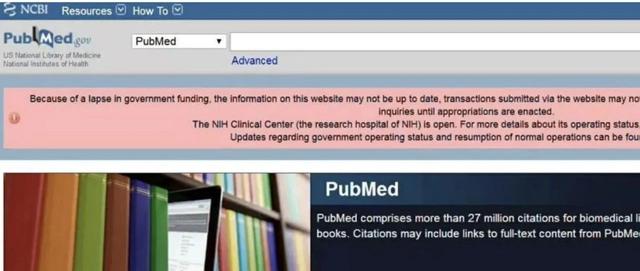 NCBI Resources How To
PubMed.gov
US National Library of Medicine
National Institutes of Health
PubMed
Advanced
Because of a lapse in government funding, the information on this website may not be up to date, transactions submitted via the website may no
inquiries until appropriations are enacted.
The NIH Clinical Center (the research hospital of NIH) is open. For more details about its operating status
Updates regarding government operating status and resumption of normal operations can be fou
PubMed
PubMed comprises more than 27 million citations for biomedical li
books. Citations may include links to full-text content from PubMe